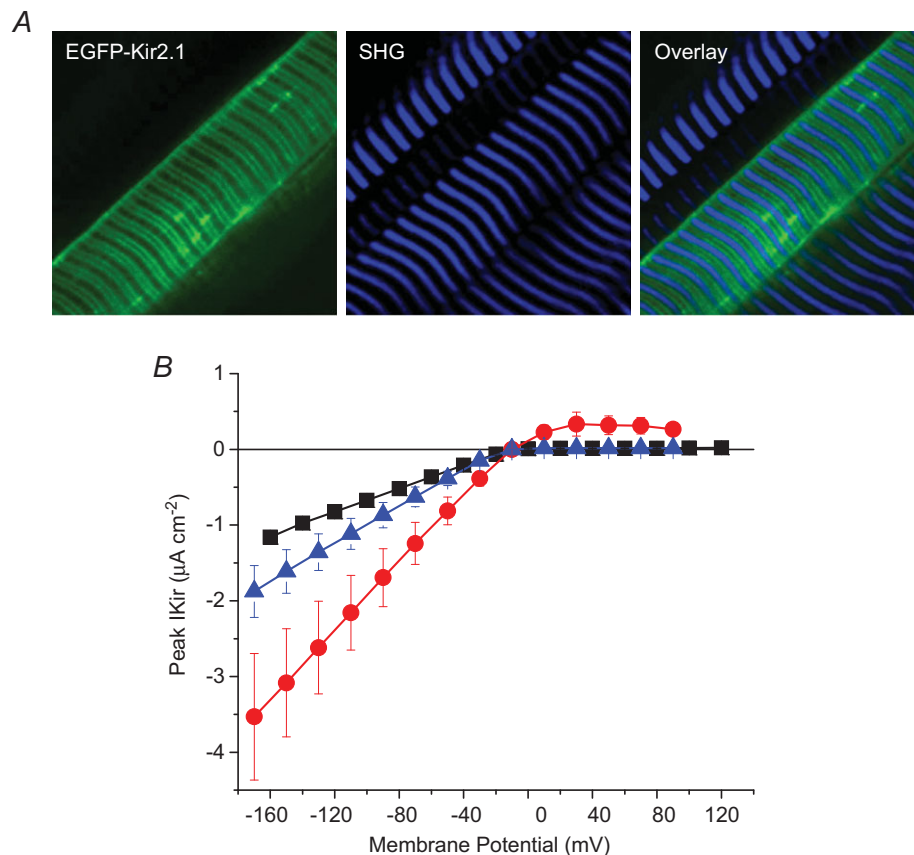 A
EGFP-Kir2.1
SHG
Overlay
B
1
0
-1
-2
-3
-4
Peak IKir (µA cm⁻²)
-160 -120 -80 -40 0 40 80 120
Membrane Potential (mV)